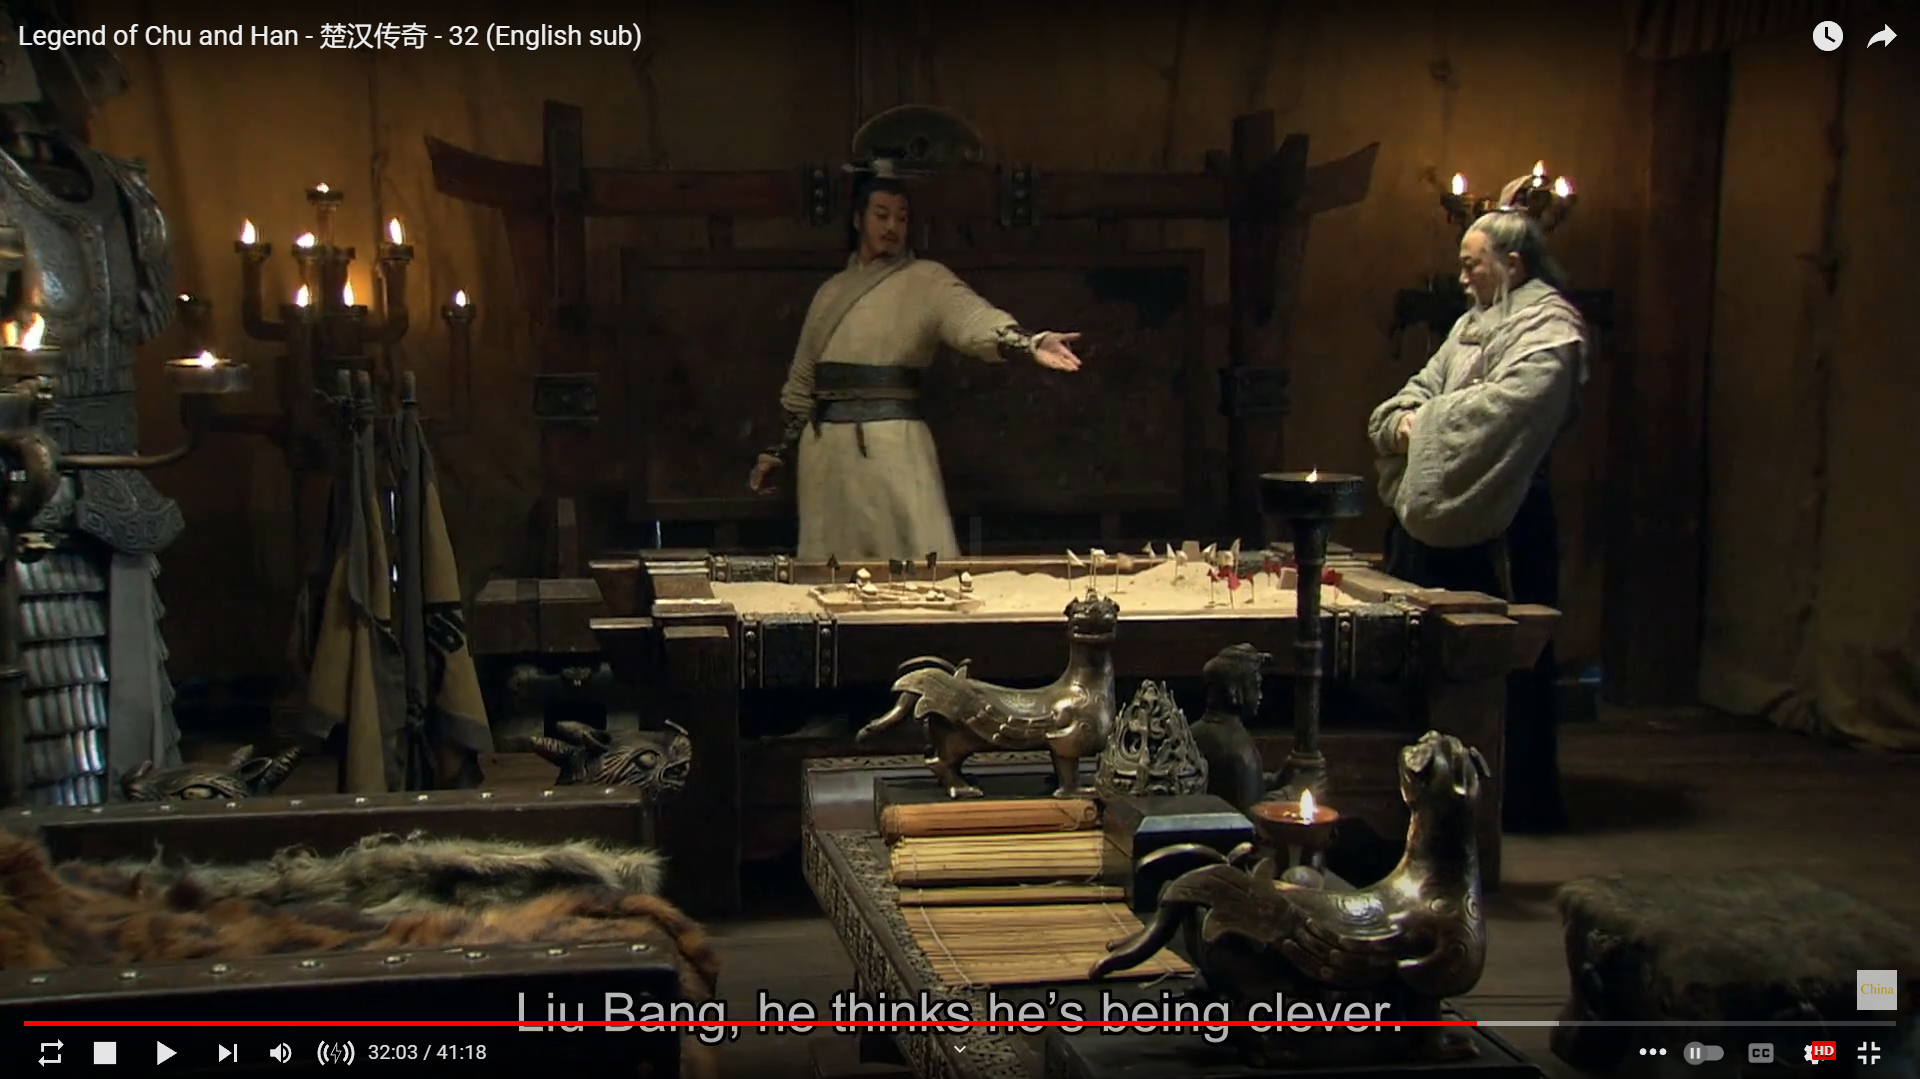 Legend of Chu and Han - 楚汉传奇 - 32 (English sub)
China
Liu Bang, he thinks he’s being clever.
32:03 / 41:18
CC
HD